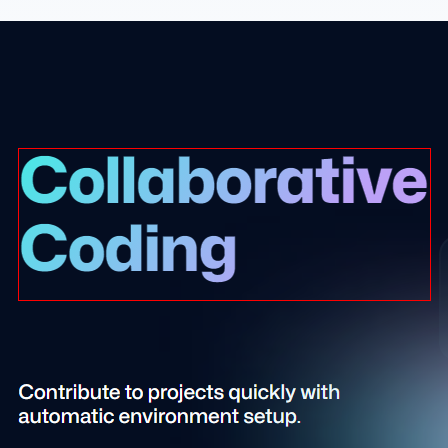 Collaborative
Coding
Contribute to projects quickly with
automatic environment setup.